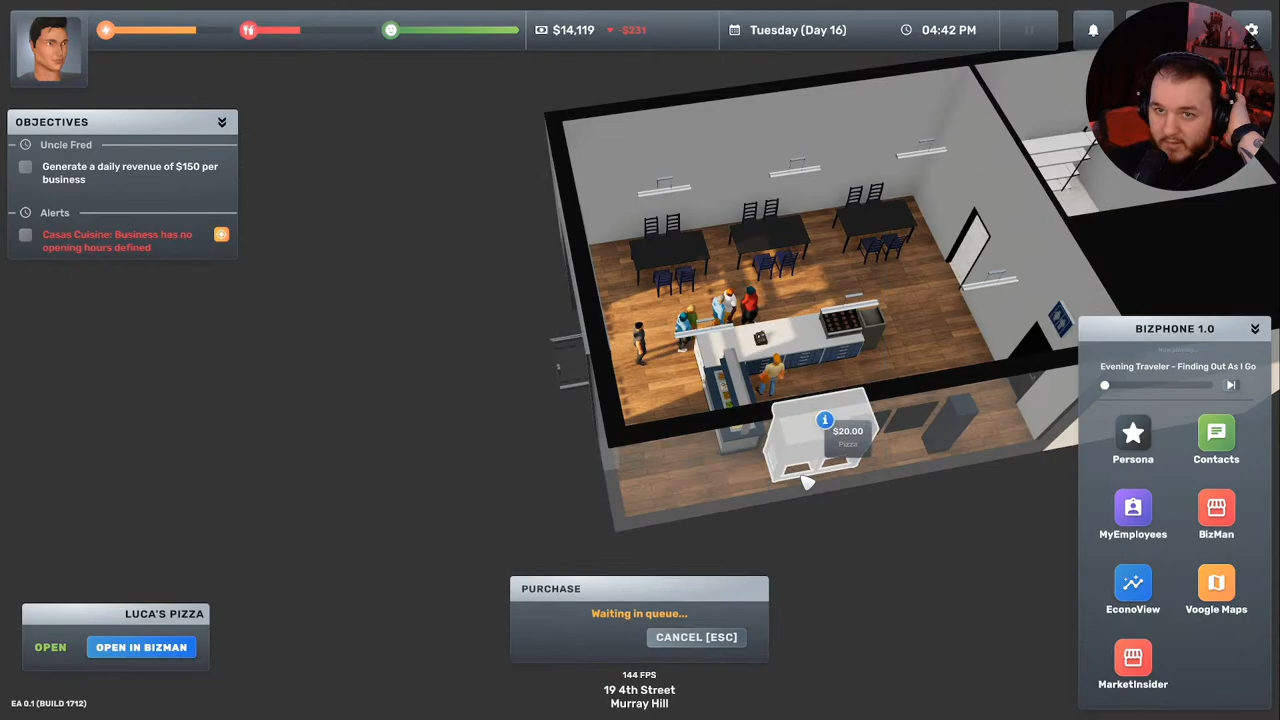 $14,119
-$231
Tuesday (Day 16)
04:42 PM
OBJECTIVES
Uncle Fred
Generate a daily revenue of $150 per
business
Alerts
Casas Cuisine: Business has no
opening hours defined
$20.00
Pizza
BIZPHONE 1.0
Now playing...
Evening Traveler - Finding Out As I Go
Persona
Contacts
MyEmployees
BizMan
EconoView
Voogle Maps
MarketInsider
PURCHASE
Waiting in queue...
CANCEL [ESC]
LUCA'S PIZZA
OPEN
OPEN IN BIZMAN
144 FPS
19 4th Street
Murray Hill
EA 0.1 (BUILD 1712)